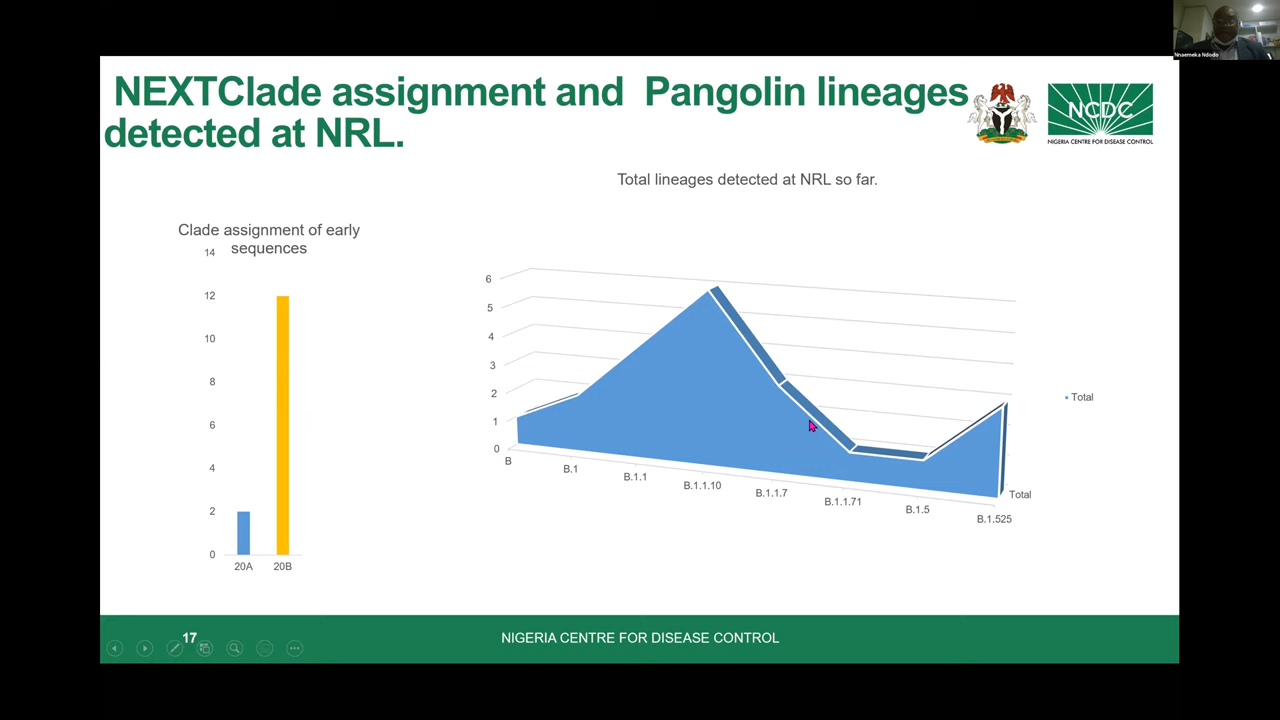 Nnaemeka Ndodo
NEXTClade assignment and Pangolin lineages
detected at NRL.
NCDC
NIGERIA CENTRE FOR DISEASE CONTROL
Total lineages detected at NRL so far.
Clade assignment of early
sequences
14
12
10
8
6
4
2
0
20A
20B
6
5
4
3
2
1
0
B
B.1
B.1.1
B.1.1.10
B.1.1.7
B.1.1.71
B.1.5
B.1.525
Total
Total
17
NIGERIA CENTRE FOR DISEASE CONTROL